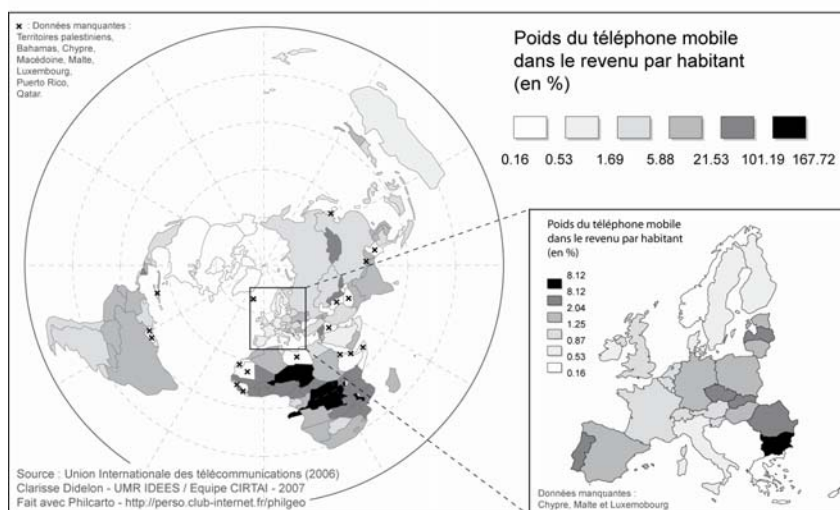 ✕ : Données manquantes :
Territoires palestiniens,
Bahamas, Chypre,
Macédoine, Malte,
Luxembourg,
Puerto Rico,
Qatar.
Poids du téléphone mobile
dans le revenu par habitant
(en %)
0.16 0.53 1.69 5.88 21.53 101.19 167.72
Poids du téléphone mobile
dans le revenu par habitant
(en %)
8.12
8.12
2.04
1.25
0.87
0.53
0.16
Données manquantes :
Chypre, Malte et Luxemobourg
Source : Union Internationale des télécommunications (2006)
Clarisse Didelon - UMR IDEES / Equipe CIRTAI - 2007
Fait avec Philcarto - http://perso.club-internet.fr/philgeo